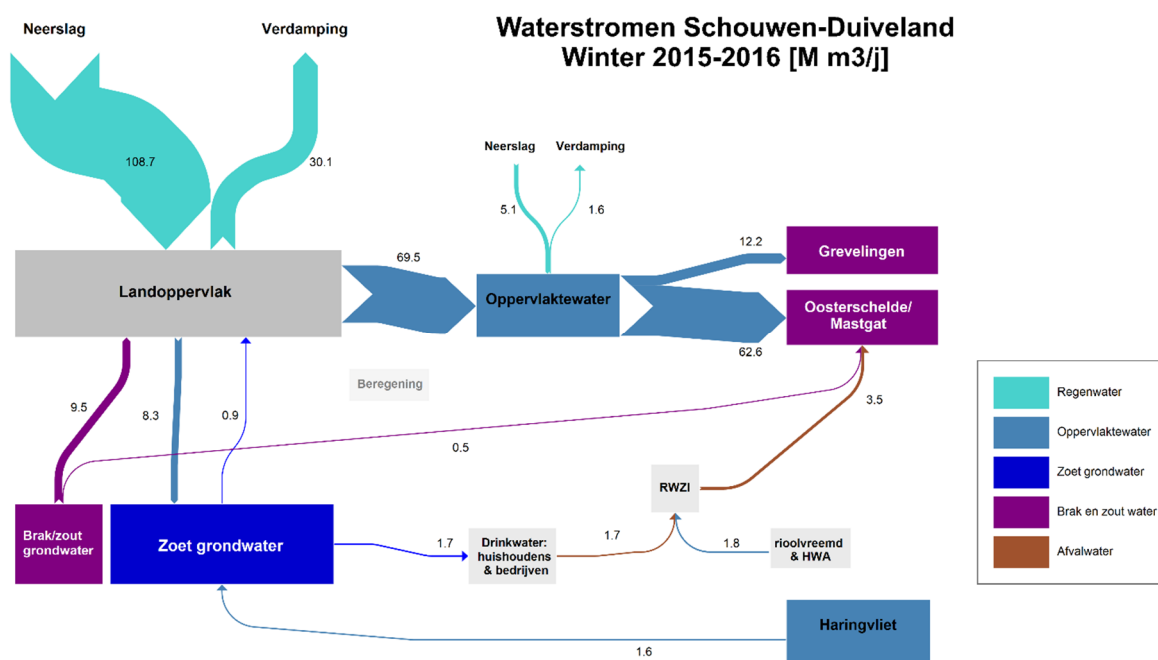 Waterstromen Schouwen-Duiveland
Winter 2015-2016 [M m3/j]
Neerslag
Verdamping
108.7
30.1
Neerslag
Verdamping
5.1
1.6
Landoppervlak
69.5
Oppervlaktewater
12.2
Grevelingen
Oosterschelde/
Mastgat
62.6
9.5
8.3
0.9
Beregening
0.5
3.5
RWZI
Brak/zout
grondwater
Zoet grondwater
1.7
Drinkwater:
huishoudens
& bedrijven
1.7
1.8
rioolvreemd
& HWA
Haringvliet
1.6
Regenwater
Oppervlaktewater
Zoet grondwater
Brak en zout water
Afvalwater